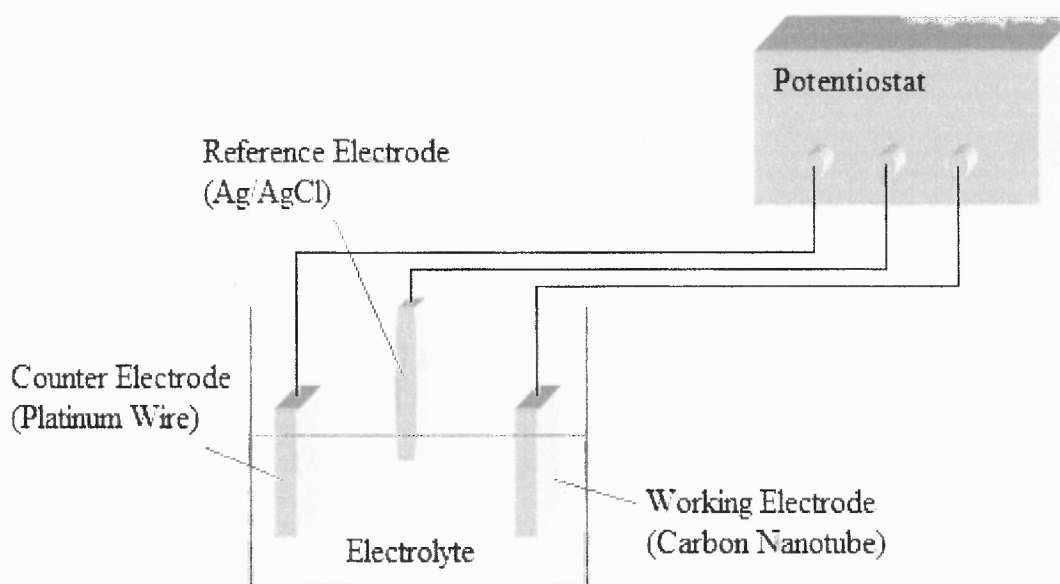 Potentiostat
Reference Electrode
(Ag/AgCl)
Counter Electrode
(Platinum Wire)
Working Electrode
(Carbon Nanotube)
Electrolyte